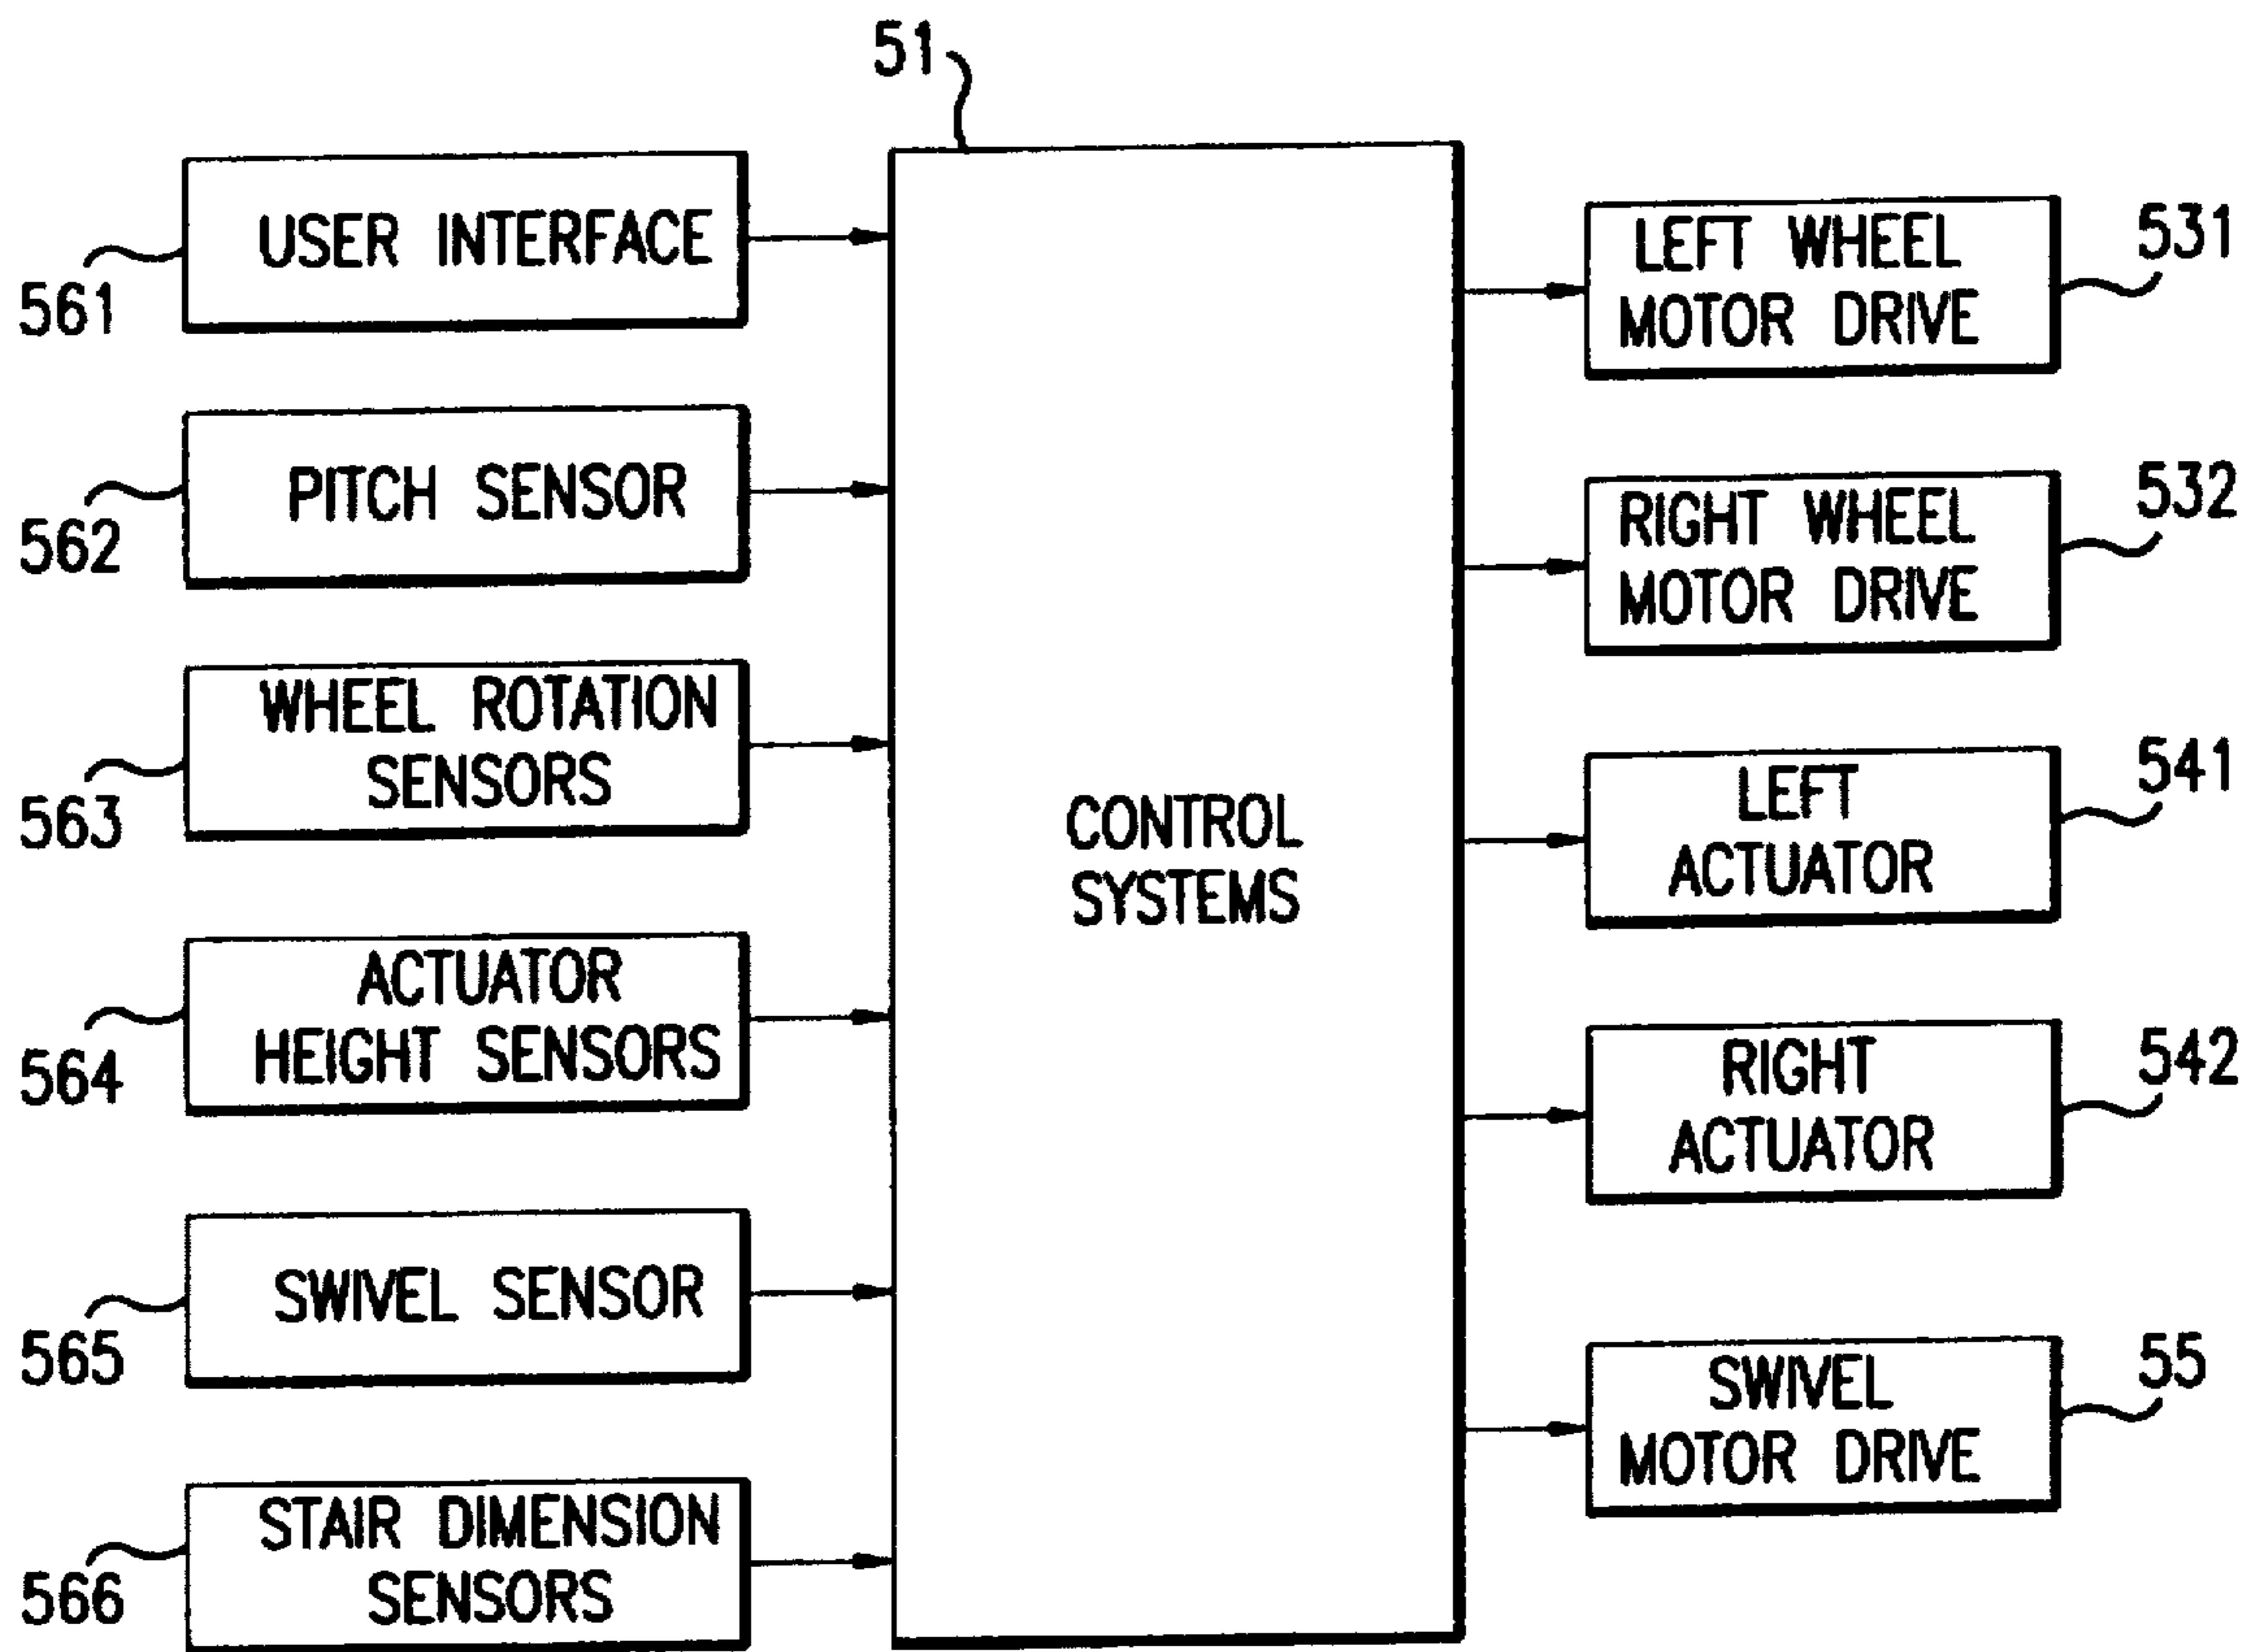 51
USER INTERFACE
561
PITCH SENSOR
562
WHEEL ROTATION
SENSORS
563
ACTUATOR
HEIGHT SENSORS
564
SWIVEL SENSOR
565
STAIR DIMENSION
SENSORS
566
CONTROL
SYSTEMS
LEFT WHEEL
MOTOR DRIVE
531
RIGHT WHEEL
MOTOR DRIVE
532
LEFT
ACTUATOR
541
RIGHT
ACTUATOR
542
SWIVEL
MOTOR DRIVE
55